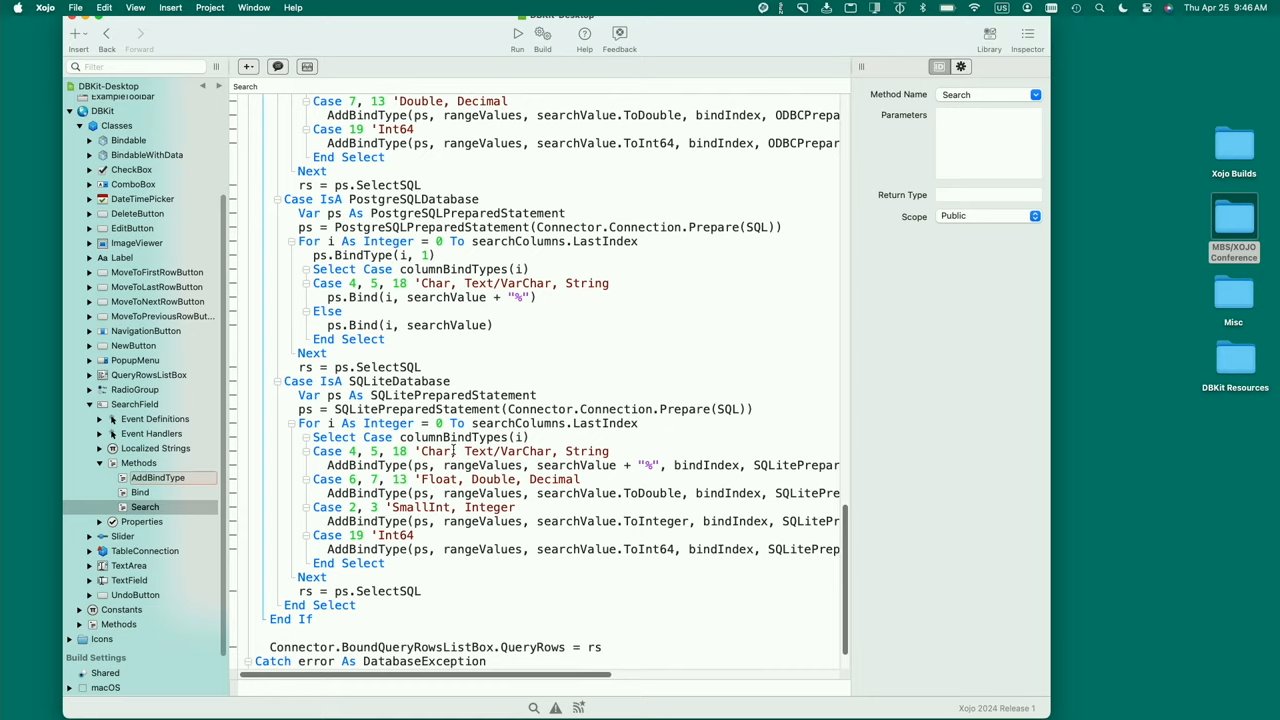 Xojo File Edit View Insert Project Window Help Thu Apr 25 9:46 AM
DBKit-Desktop
Insert Back Forward Run Build Help Feedback Library Inspector
Filter
DBKit-Desktop
ExampleToolbar
DBKit
Classes
Bindable
BindableWithData
CheckBox
ComboBox
DateTimePicker
DeleteButton
EditButton
ImageViewer
Label
MoveToFirstRowButton
MoveToLastRowButton
MoveToNextRowButton
MoveToPreviousRowBut...
NavigationButton
NewButton
PopupMenu
QueryRowsListBox
RadioGroup
SearchField
Event Definitions
Event Handlers
Localized Strings
Methods
AddBindType
Bind
Search
Properties
Slider
TableConnection
TextArea
TextField
UndoButton
Constants
Methods
Icons
Build Settings
Shared
macOS
Search
Case 7, 13 'Double, Decimal
AddBindType(ps, rangeValues, searchValue.ToDouble, bindIndex, ODBCPrepa
Case 19 'Int64
AddBindType(ps, rangeValues, searchValue.ToInt64, bindIndex, ODBCPrepar
End Select
Next
rs = ps.SelectSQL
Case IsA PostgreSQLDatabase
Var ps As PostgreSQLPreparedStatement
ps = PostgreSQLPreparedStatement(Connector.Connection.Prepare(SQL))
For i As Integer = 0 To searchColumns.LastIndex
ps.BindType(i, 1)
Select Case columnBindTypes(i)
Case 4, 5, 18 'Char, Text/VarChar, String
ps.Bind(i, searchValue + "%")
Else
ps.Bind(i, searchValue)
End Select
Next
rs = ps.SelectSQL
Case IsA SQLiteDatabase
Var ps As SQLitePreparedStatement
ps = SQLitePreparedStatement(Connector.Connection.Prepare(SQL))
For i As Integer = 0 To searchColumns.LastIndex
Select Case columnBindTypes(i)
Case 4, 5, 18 'Char, Text/VarChar, String
AddBindType(ps, rangeValues, searchValue + "%", bindIndex, SQLitePrepar
Case 6, 7, 13 'Float, Double, Decimal
AddBindType(ps, rangeValues, searchValue.ToDouble, bindIndex, SQLitePre
Case 2, 3 'SmallInt, Integer
AddBindType(ps, rangeValues, searchValue.ToInteger, bindIndex, SQLitePr
Case 19 'Int64
AddBindType(ps, rangeValues, searchValue.ToInt64, bindIndex, SQLitePrep
End Select
Next
rs = ps.SelectSQL
End Select
End If
Connector.BoundQueryRowsListBox.QueryRows = rs
Catch error As DatabaseException
ID
Method Name Search
Parameters
Return Type
Scope Public
Xojo 2024 Release 1
Xojo Builds
MBS/XOJO
Conference
Misc
DBKit Resources